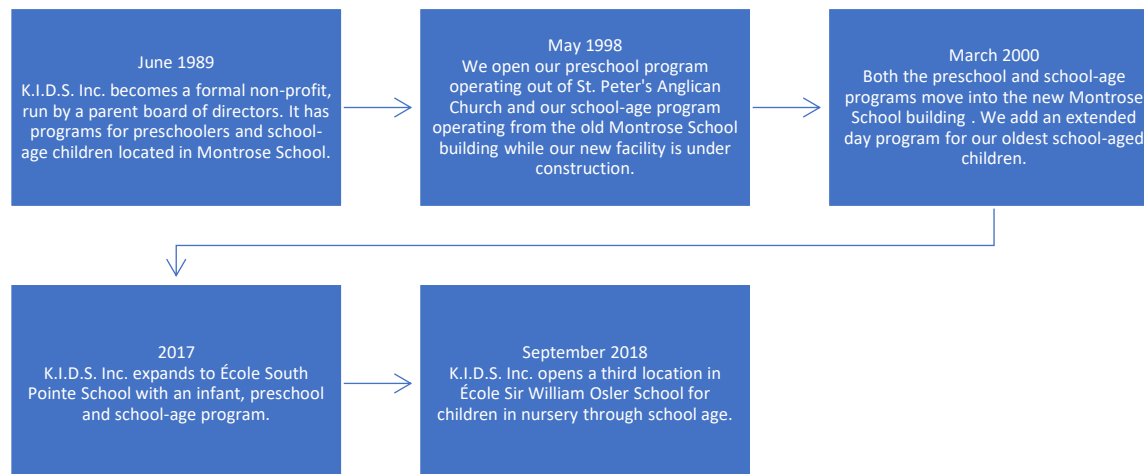 June 1989
K.I.D.S. Inc. becomes a formal non-profit,
run by a parent board of directors. It has
programs for preschoolers and school-
age children located in Montrose School.
May 1998
We open our preschool program
operating out of St. Peter's Anglican
Church and our school-age program
operating from the old Montrose School
building while our new facility is under
construction.
March 2000
Both the preschool and school-age
programs move into the new Montrose
School building . We add an extended
day program for our oldest school-aged
children.
2017
K.I.D.S. Inc. expands to École South
Pointe School with an infant, preschool
and school-age program.
September 2018
K.I.D.S. Inc. opens a third location in
École Sir William Osler School for
children in nursery through school age.